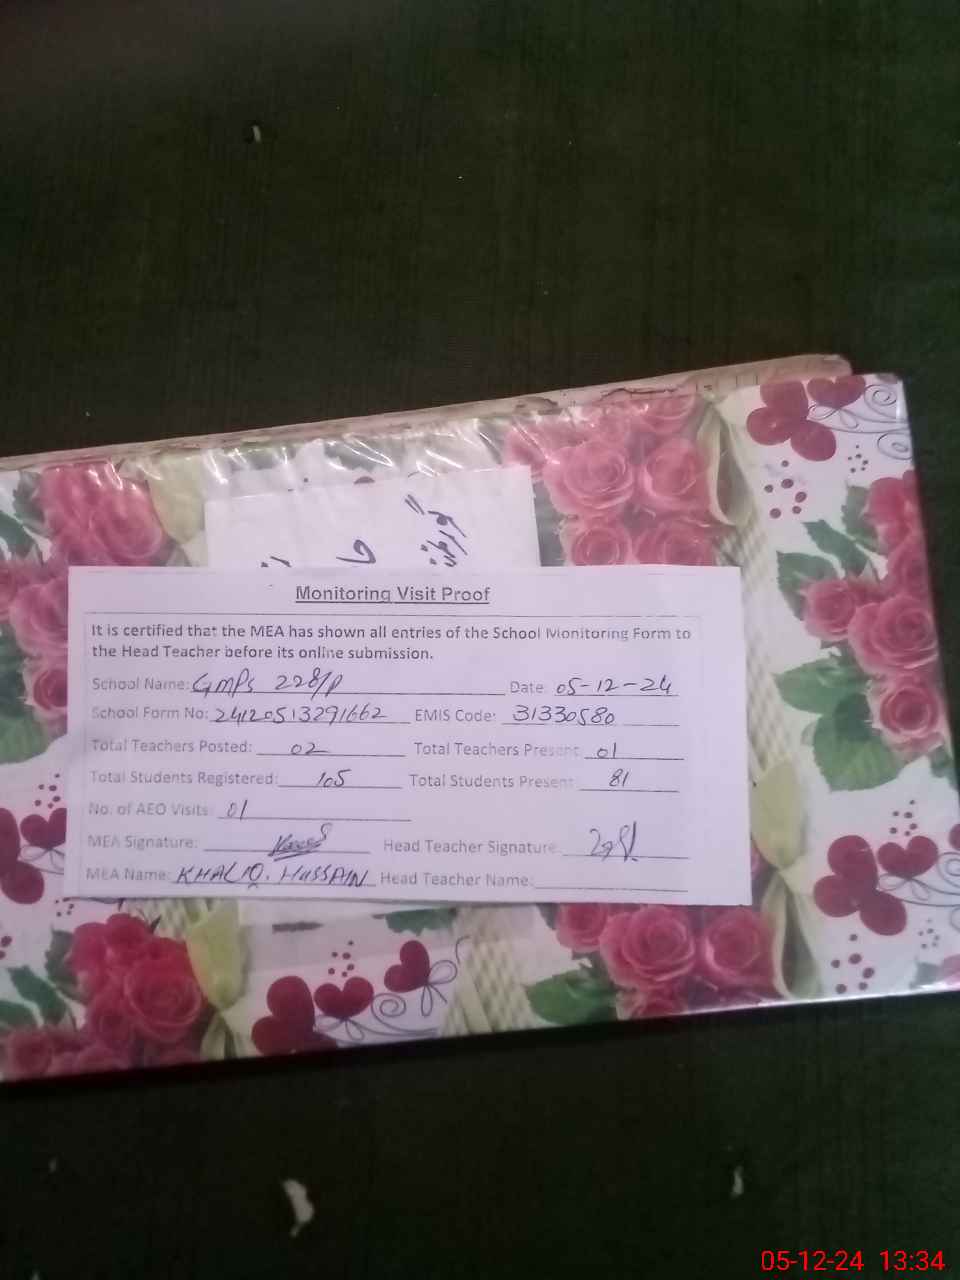 Monitoring Visit Proof
It is certified that the MEA has shown all entries of the School Monitoring Form to
the Head Teacher before its online submission.
School Name: GMPS 228/P Date: 05-12-24
School Form No: 24120513291662 EMIS Code: 31330580
Total Teachers Posted: 02 Total Teachers Present: 01
Total Students Registered: 105 Total Students Present: 81
No. of AEO Visits: 01
MEA Signature: Head Teacher Signature:
MEA Name: KHALIQ. HUSSAIN Head Teacher Name:
05-12-24 13:34